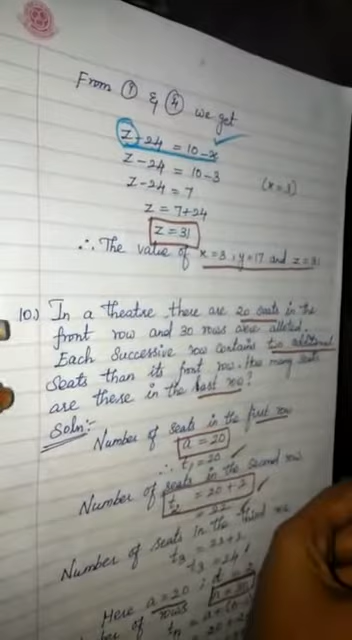 From ① & ④ we get
z-24 = 10-x
z-24 = 10-3
(x=3)
z-24 = 7
z = 7+24
z = 31
∴ The value of x=3, y=17 and z=31
10.) In a theatre, there are 20 seats in the
front row and 30 rows were alloted.
Each successive row contains two additional
seats than its front row. How many seats
are there in the last row?
Soln:-
Number of seats in the first row
a = 20
∴ t₁ = 20
Number of seats in the second row
t₂ = 20+2
= 22
Number of seats in the third row
t₃ = 22+2
t₃ = 24
Here a=20
rows